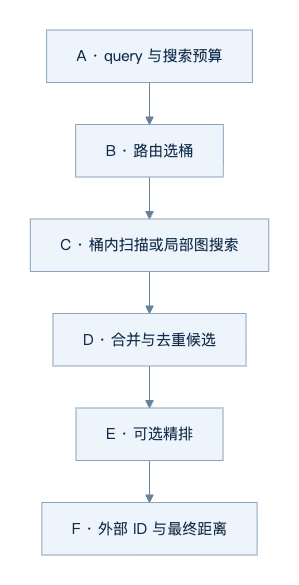 A · query 与搜索预算
B · 路由选桶
C · 桶内扫描或局部图搜索
D · 合并与去重候选
E · 可选精排
F · 外部 ID 与最终距离